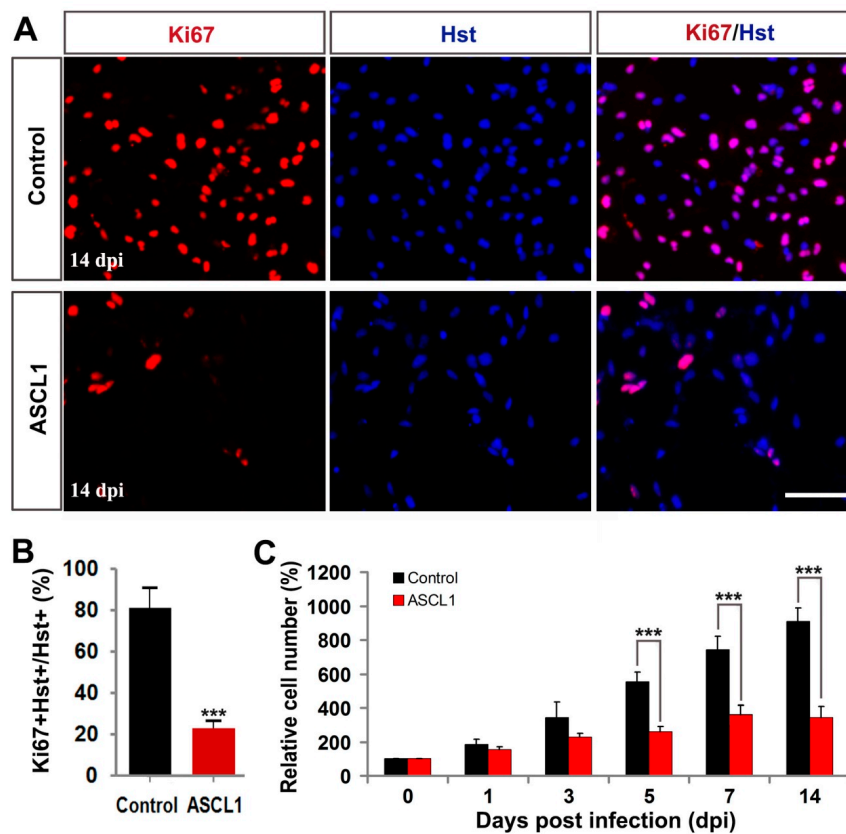 A
Ki67
Hst
Ki67/Hst
Control
14 dpi
ASCL1
14 dpi
B
Ki67+Hst+/Hst+ (%)
100
80
60
40
20
0
***
Control ASCL1
C
Relative cell number (%)
1200
1000
800
600
400
200
0
Control
ASCL1
***
***
***
0 1 3 5 7 14
Days post infection (dpi)